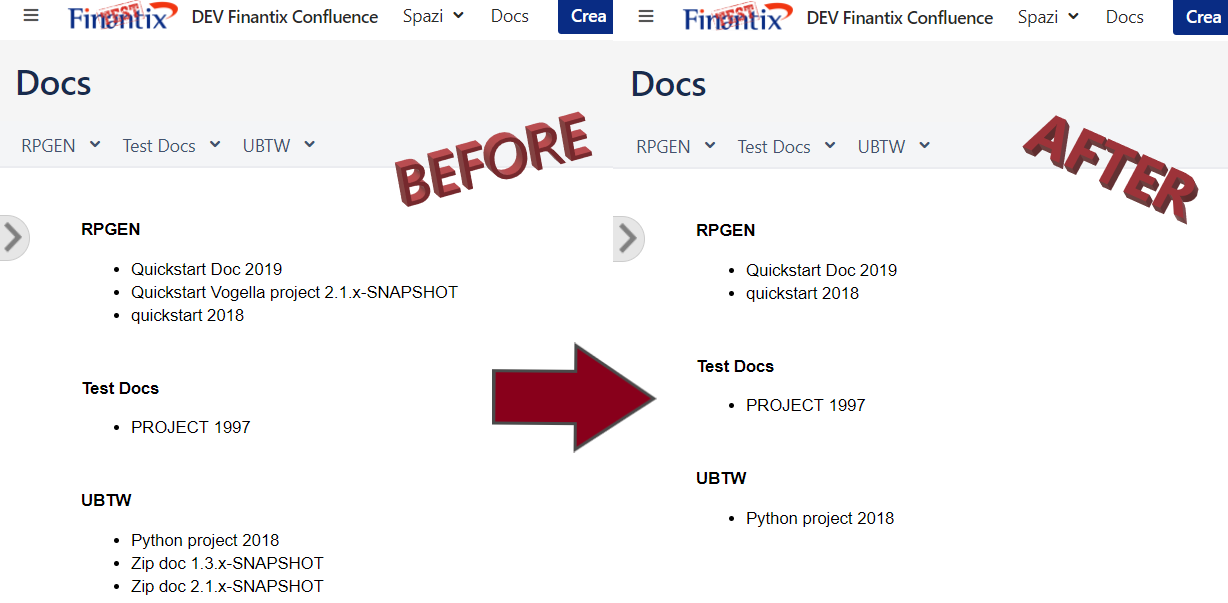 Finantix TEST DEV Finantix Confluence Spazi Docs Crea
Docs
RPGEN Test Docs UBTW
BEFORE
RPGEN
Quickstart Doc 2019
Quickstart Vogella project 2.1.x-SNAPSHOT
quickstart 2018
Test Docs
PROJECT 1997
UBTW
Python project 2018
Zip doc 1.3.x-SNAPSHOT
Zip doc 2.1.x-SNAPSHOT
Finantix TEST DEV Finantix Confluence Spazi Docs Crea
Docs
RPGEN Test Docs UBTW
AFTER
RPGEN
Quickstart Doc 2019
quickstart 2018
Test Docs
PROJECT 1997
UBTW
Python project 2018